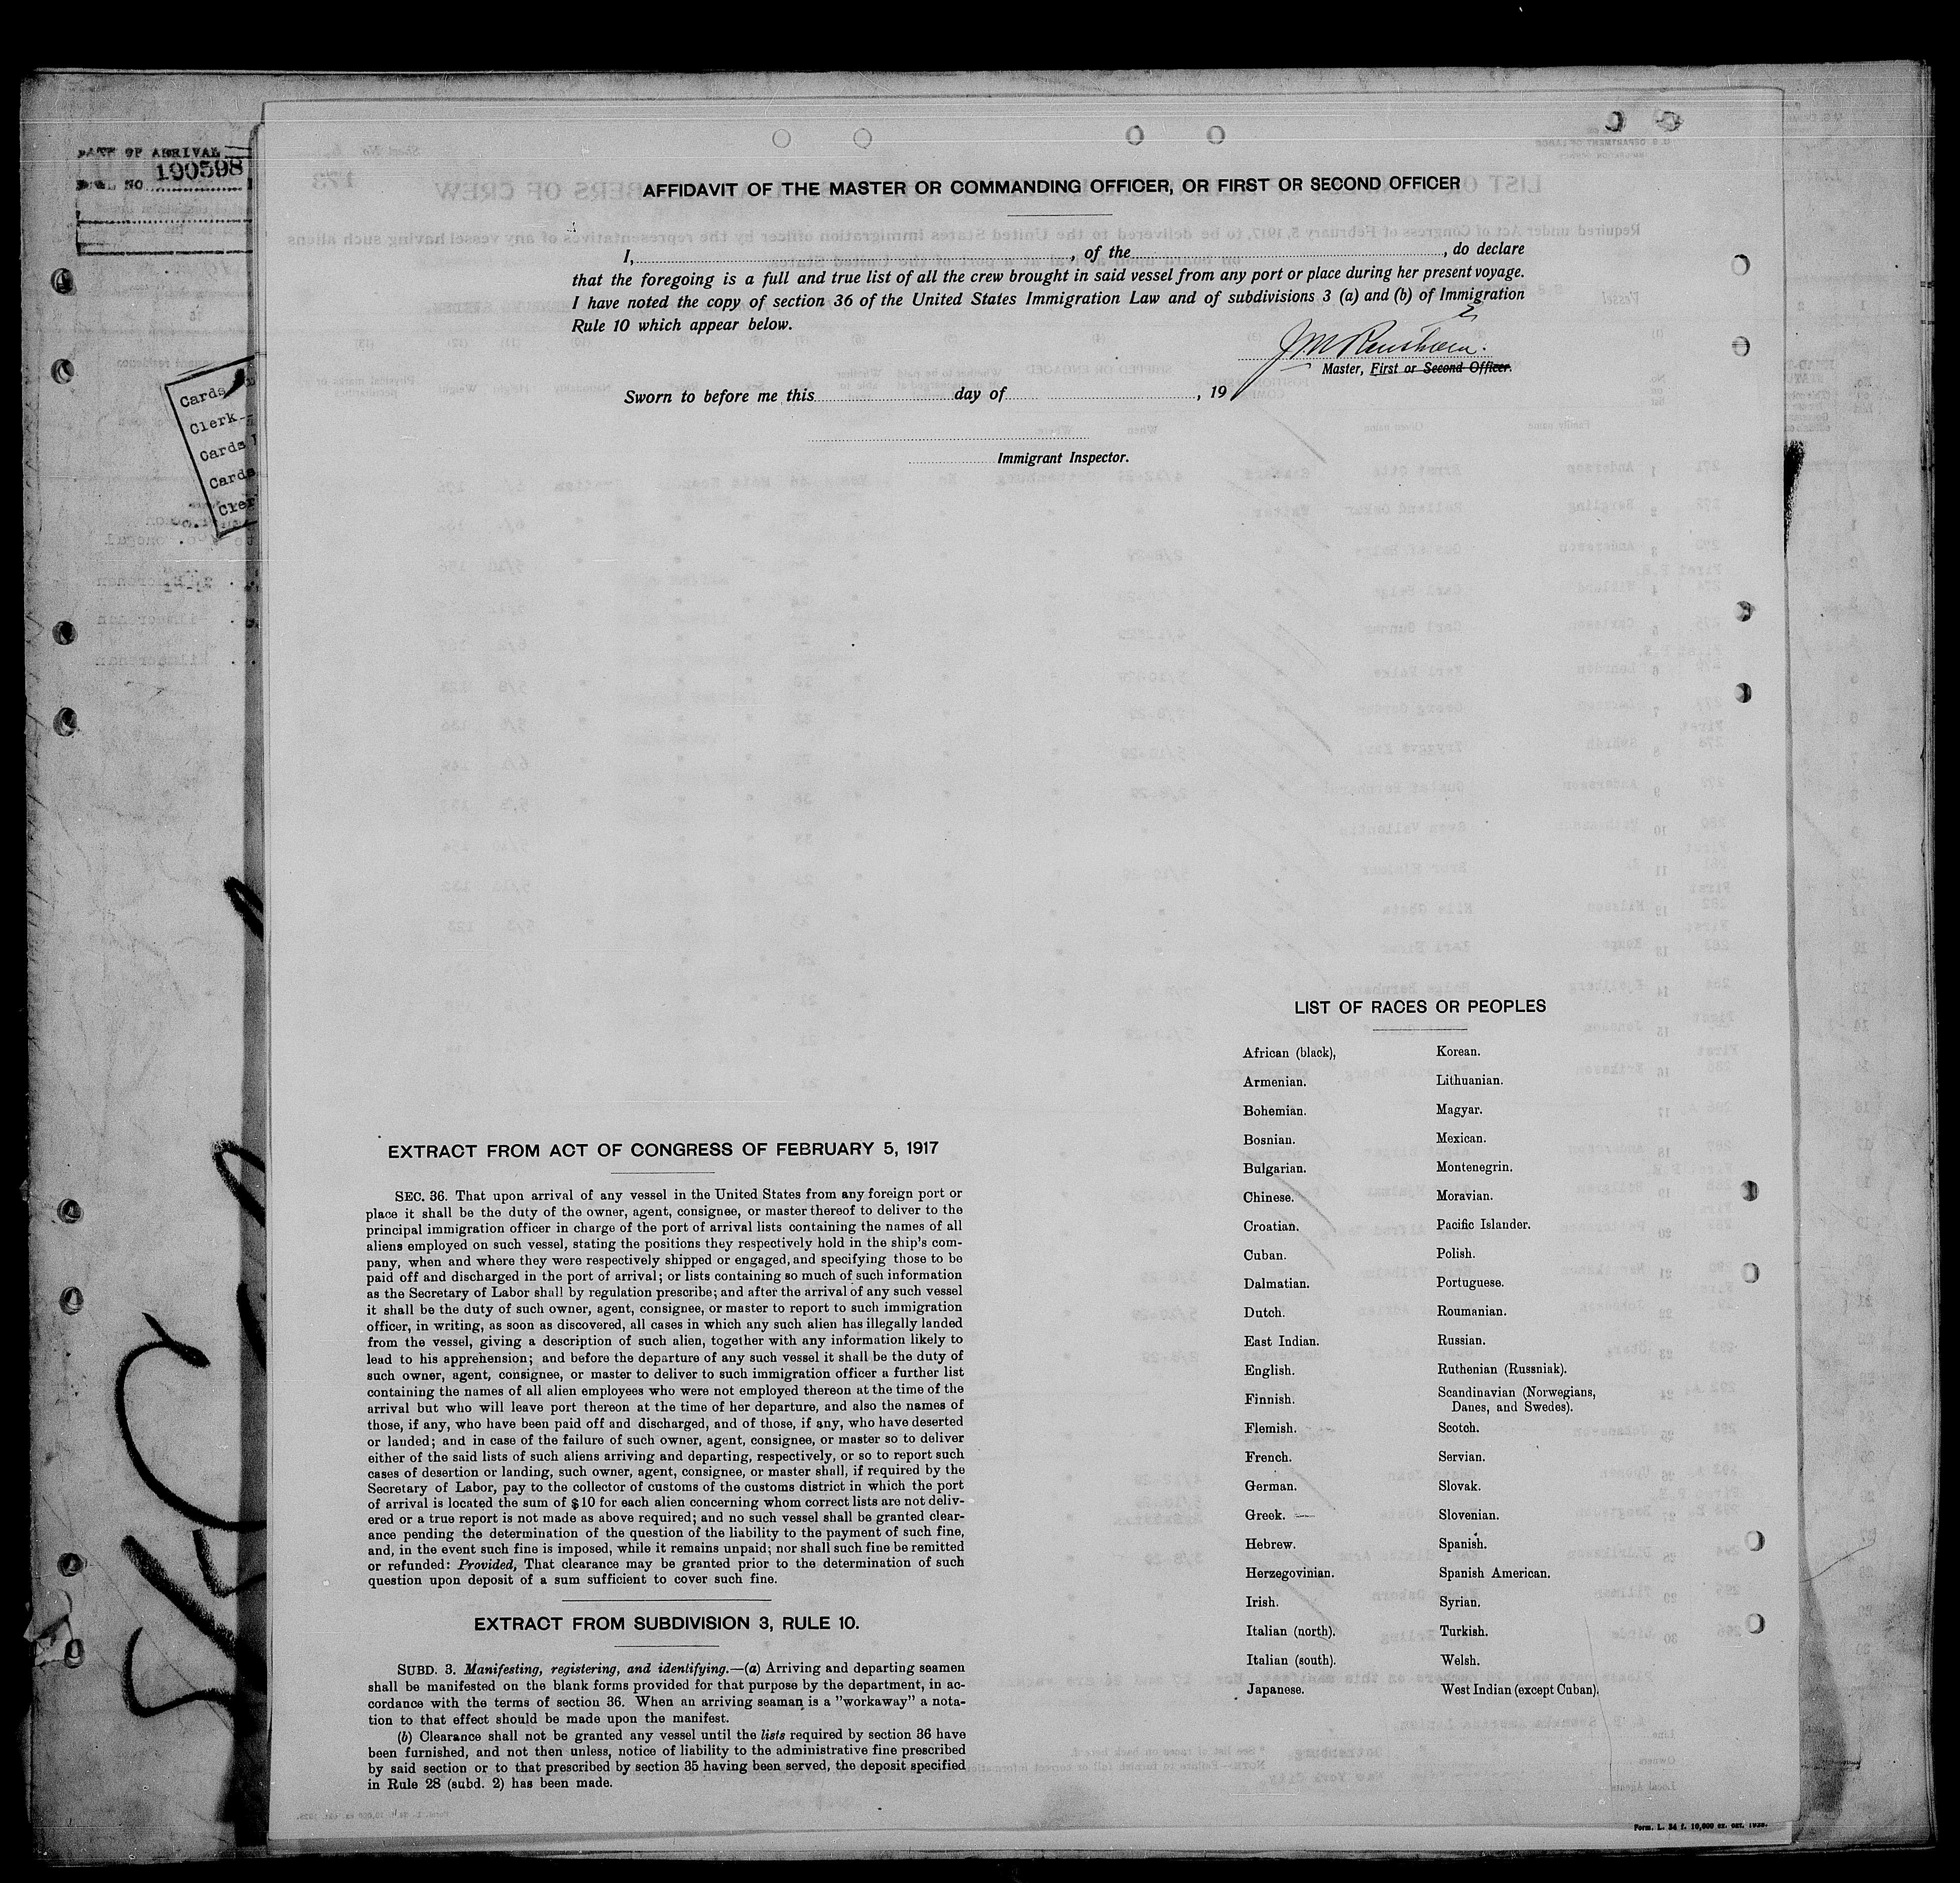 DATE OF ARRIVAL
NO 190598
Cards
Clerk
Cards
Cards
Cler
AFFIDAVIT OF THE MASTER OR COMMANDING OFFICER, OR FIRST OR SECOND OFFICER
I, , of the , do declare
that the foregoing is a full and true list of all the crew brought in said vessel from any port or place during her present voyage.
I have noted the copy of section 36 of the United States Immigration Law and of subdivisions 3 (a) and (b) of Immigration
Rule 10 which appear below.
Master, First or Second Officer.
Sworn to before me this day of , 19
Immigrant Inspector.
EXTRACT FROM ACT OF CONGRESS OF FEBRUARY 5, 1917
SEC. 36. That upon arrival of any vessel in the United States from any foreign port or
place it shall be the duty of the owner, agent, consignee, or master thereof to deliver to the
principal immigration officer in charge of the port of arrival lists containing the names of all
aliens employed on such vessel, stating the positions they respectively hold in the ship's com-
pany, when and where they were respectively shipped or engaged, and specifying those to be
paid off and discharged in the port of arrival; or lists containing so much of such information
as the Secretary of Labor shall by regulation prescribe; and after the arrival of any such vessel
it shall be the duty of such owner, agent, consignee, or master to report to such immigration
officer, in writing, as soon as discovered, all cases in which any such alien has illegally landed
from the vessel, giving a description of such alien, together with any information likely to
lead to his apprehension; and before the departure of any such vessel it shall be the duty of
such owner, agent, consignee, or master to deliver to such immigration officer a further list
containing the names of all alien employees who were not employed thereon at the time of the
arrival but who will leave port thereon at the time of her departure, and also the names of
those, if any, who have been paid off and discharged, and of those, if any, who have deserted
or landed; and in case of the failure of such owner, agent, consignee, or master so to deliver
either of the said lists of such aliens arriving and departing, respectively, or so to report such
cases of desertion or landing, such owner, agent, consignee, or master shall, if required by the
Secretary of Labor, pay to the collector of customs of the customs district in which the port
of arrival is located the sum of $10 for each alien concerning whom correct lists are not deliv-
ered or a true report is not made as above required; and no such vessel shall be granted clear-
ance pending the determination of the question of the liability to the payment of such fine,
and, in the event such fine is imposed, while it remains unpaid; nor shall such fine be remitted
or refunded: Provided, That clearance may be granted prior to the determination of such
question upon deposit of a sum sufficient to cover such fine.
EXTRACT FROM SUBDIVISION 3, RULE 10.
SUBD. 3. Manifesting, registering, and identifying.—(a) Arriving and departing seamen
shall be manifested on the blank forms provided for that purpose by the department, in ac-
cordance with the terms of section 36. When an arriving seaman is a "workaway" a nota-
tion to that effect should be made upon the manifest.
(b) Clearance shall not be granted any vessel until the lists required by section 36 have
been furnished, and not then unless, notice of liability to the administrative fine prescribed
by said section or to that prescribed by section 35 having been served, the deposit specified
in Rule 28 (subd. 2) has been made.
LIST OF RACES OR PEOPLES
African (black),
Armenian.
Bohemian.
Bosnian.
Bulgarian.
Chinese.
Croatian.
Cuban.
Dalmatian.
Dutch.
East Indian.
English.
Finnish.
Flemish.
French.
German.
Greek.
Hebrew.
Herzegovinian.
Irish.
Italian (north).
Italian (south).
Japanese.
Korean.
Lithuanian.
Magyar.
Mexican.
Montenegrin.
Moravian.
Pacific Islander.
Polish.
Portuguese.
Roumanian.
Russian.
Ruthenian (Russniak).
Scandinavian (Norwegians,
Danes, and Swedes).
Scotch.
Servian.
Slovak.
Slovenian.
Spanish.
Spanish American.
Syrian.
Turkish.
Welsh.
West Indian (except Cuban).
Form. L. 24 f. 10,000 ex.